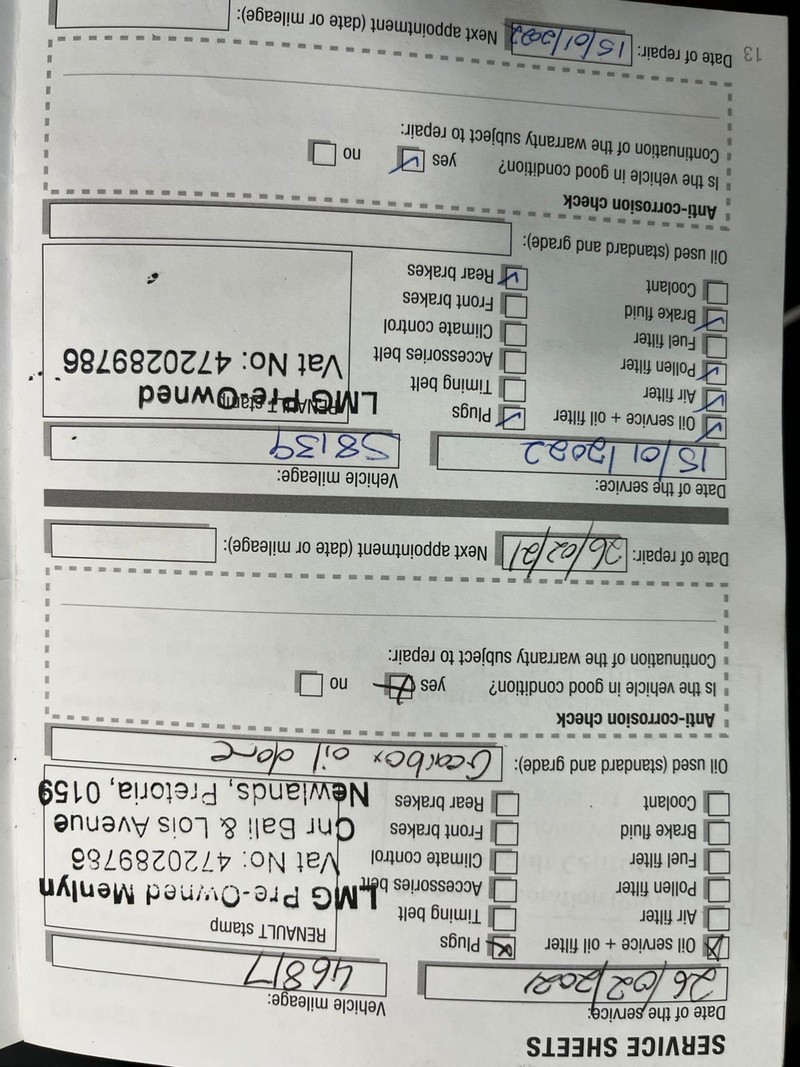 SERVICE SHEETS
Date of the service:
26/02/2021
Vehicle mileage:
46817
Oil service + oil filter
Plugs
Air filter
Timing belt
Pollen filter
Accessories belt
Fuel filter
Climate control
Brake fluid
Front brakes
Coolant
Rear brakes
RENAULT stamp
LMG Pre-Owned Menlyn
Vat No: 4720289786
Cnr Bali & Lois Avenue
Newlands, Pretoria, 0159
Oil used (standard and grade):
Gearbox oil done
Anti-corrosion check
Is the vehicle in good condition? yes no
Continuation of the warranty subject to repair:
Date of repair: 26/02/21 Next appointment (date or mileage):
Date of the service:
15/01/2022
Vehicle mileage:
58139
Oil service + oil filter
Plugs
Air filter
Timing belt
Pollen filter
Accessories belt
Fuel filter
Climate control
Brake fluid
Front brakes
Coolant
Rear brakes
RENAULT stamp
LMG Pre-Owned
Vat No: 4720289786
Oil used (standard and grade):
Anti-corrosion check
Is the vehicle in good condition? yes no
Continuation of the warranty subject to repair:
Date of repair: 15/01/2022 Next appointment (date or mileage):
13